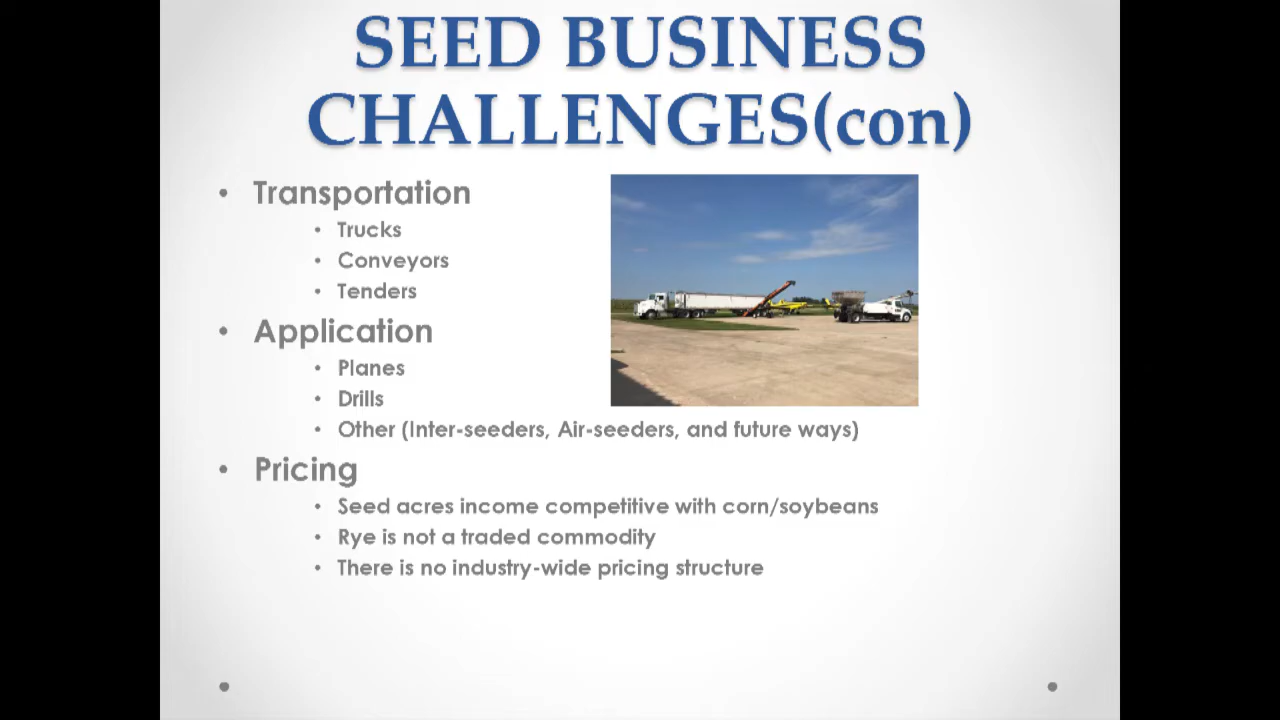 SEED BUSINESS
CHALLENGES(con)
• Transportation
• Trucks
• Conveyors
• Tenders
• Application
• Planes
• Drills
• Other (Inter-seeders, Air-seeders, and future ways)
• Pricing
• Seed acres income competitive with corn/soybeans
• Rye is not a traded commodity
• There is no industry-wide pricing structure